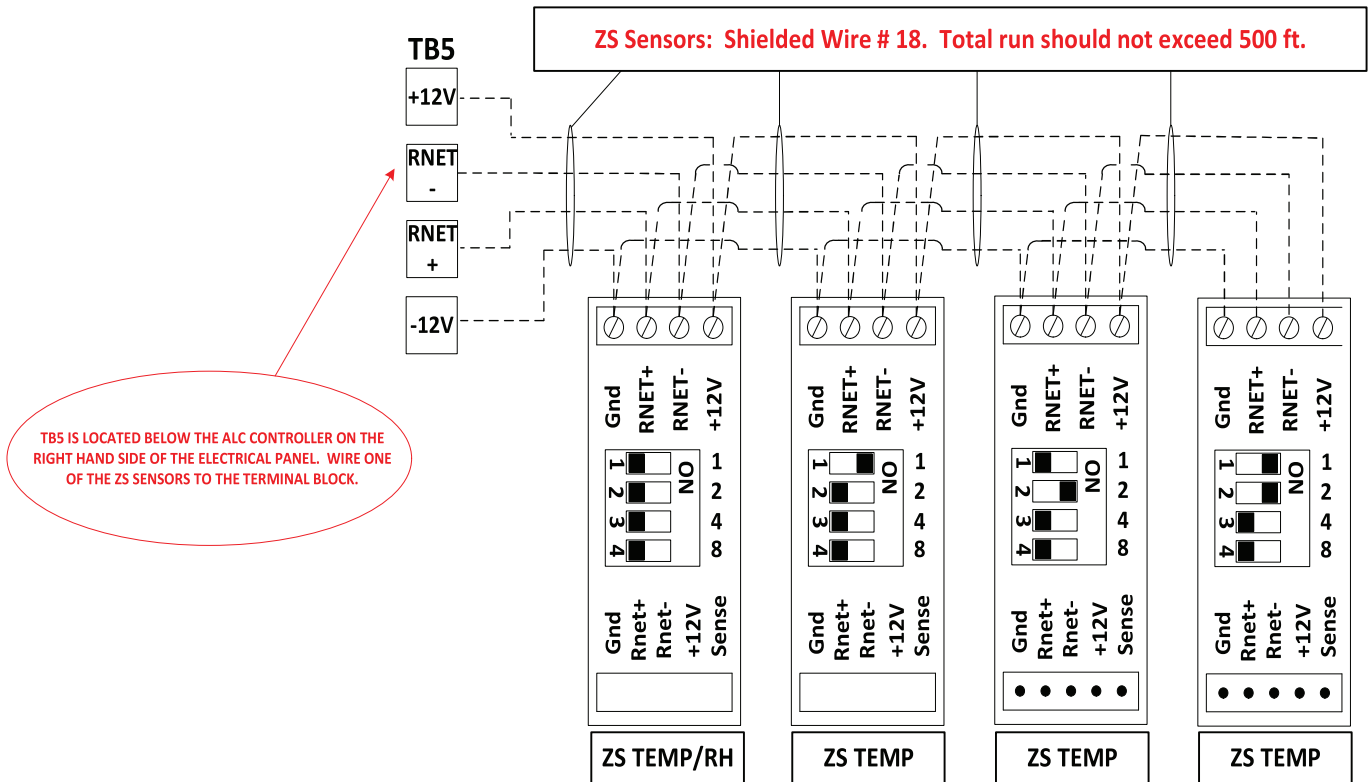 ZS Sensors: Shielded Wire # 18. Total run should not exceed 500 ft.
TB5
+12V
RNET
-
RNET
+
-12V
TB5 IS LOCATED BELOW THE ALC CONTROLLER ON THE
RIGHT HAND SIDE OF THE ELECTRICAL PANEL. WIRE ONE
OF THE ZS SENSORS TO THE TERMINAL BLOCK.
Gnd
RNET+
RNET-
+12V
1
2
3
4
ON
1
2
4
8
Gnd
Rnet+
Rnet-
+12V
Sense
ZS TEMP/RH
Gnd
RNET+
RNET-
+12V
1
2
3
4
ON
1
2
4
8
Gnd
Rnet+
Rnet-
+12V
Sense
ZS TEMP
Gnd
RNET+
RNET-
+12V
1
2
3
4
ON
1
2
4
8
Gnd
Rnet+
Rnet-
+12V
Sense
ZS TEMP
Gnd
RNET+
RNET-
+12V
1
2
3
4
ON
1
2
4
8
Gnd
Rnet+
Rnet-
+12V
Sense
ZS TEMP